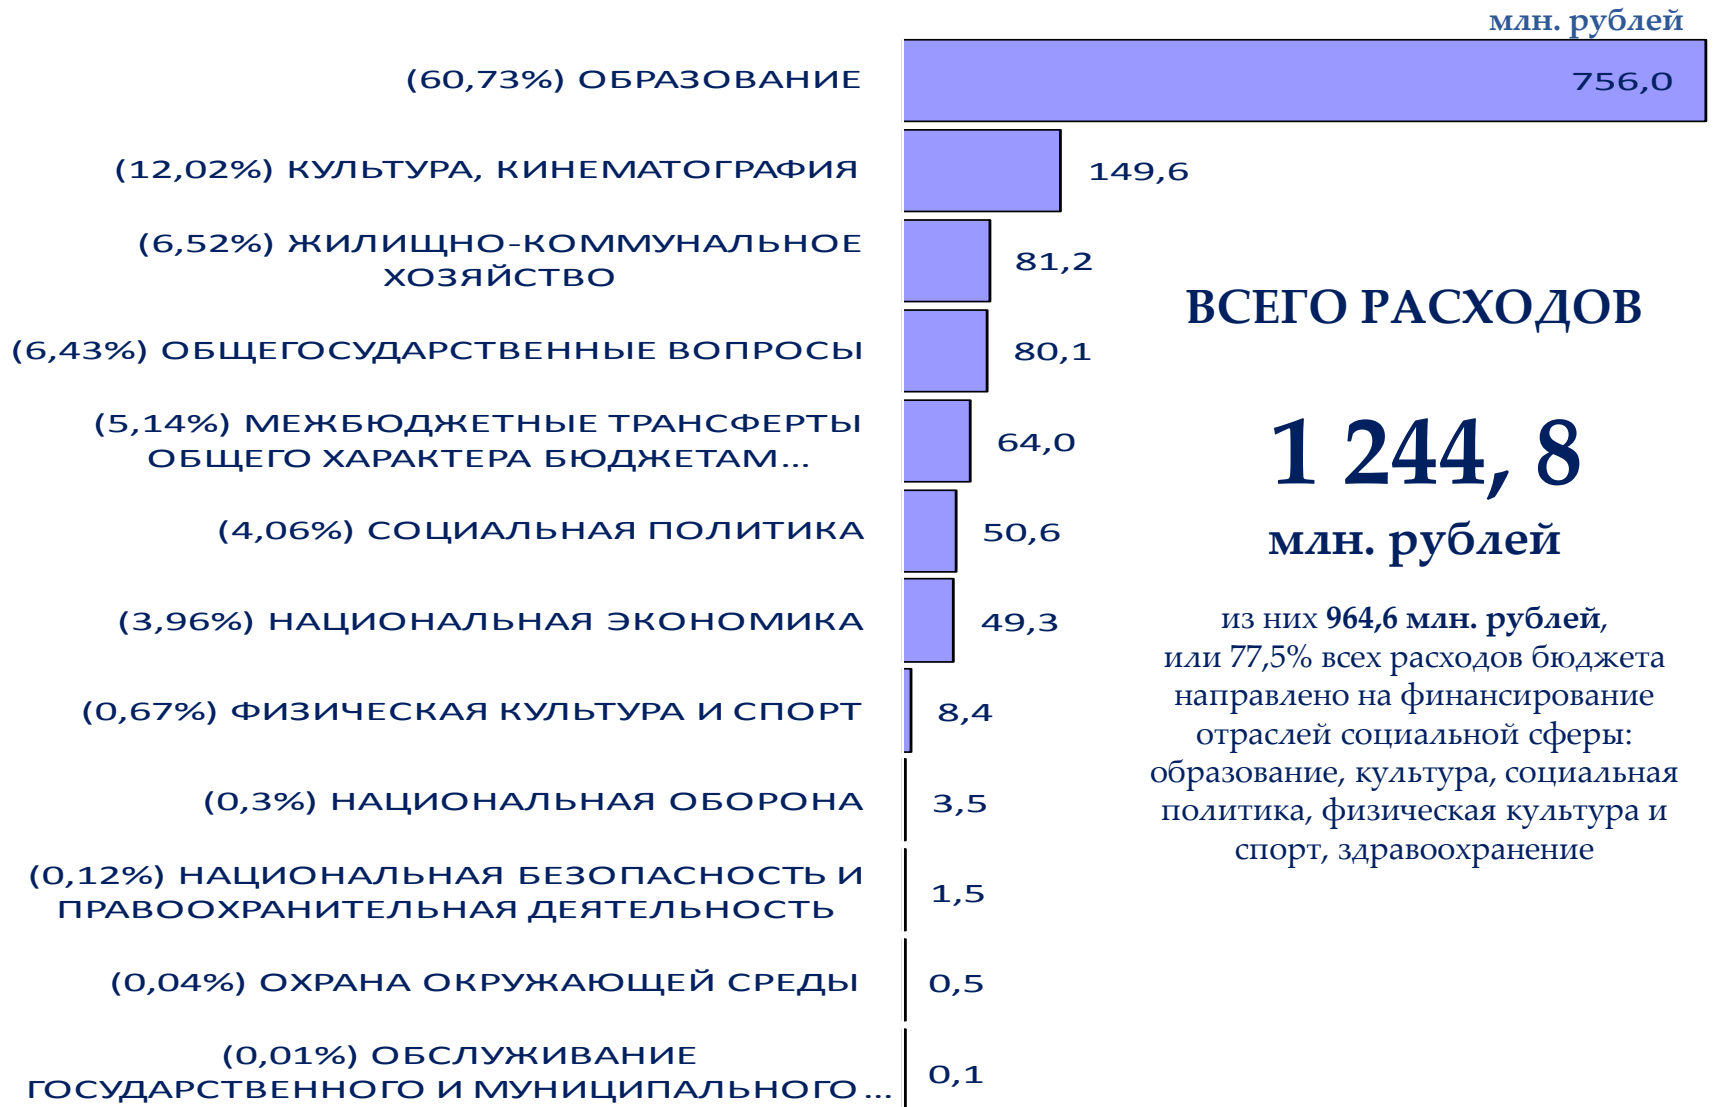 млн. рублей
(60,73%) ОБРАЗОВАНИЕ
756,0
(12,02%) КУЛЬТУРА, КИНЕМАТОГРАФИЯ
149,6
(6,52%) ЖИЛИЩНО-КОММУНАЛЬНОЕ
ХОЗЯЙСТВО
81,2
(6,43%) ОБЩЕГОСУДАРСТВЕННЫЕ ВОПРОСЫ
80,1
(5,14%) МЕЖБЮДЖЕТНЫЕ ТРАНСФЕРТЫ
ОБЩЕГО ХАРАКТЕРА БЮДЖЕТАМ...
64,0
(4,06%) СОЦИАЛЬНАЯ ПОЛИТИКА
50,6
(3,96%) НАЦИОНАЛЬНАЯ ЭКОНОМИКА
49,3
(0,67%) ФИЗИЧЕСКАЯ КУЛЬТУРА И СПОРТ
8,4
(0,3%) НАЦИОНАЛЬНАЯ ОБОРОНА
3,5
(0,12%) НАЦИОНАЛЬНАЯ БЕЗОПАСНОСТЬ И
ПРАВООХРАНИТЕЛЬНАЯ ДЕЯТЕЛЬНОСТЬ
1,5
(0,04%) ОХРАНА ОКРУЖАЮЩЕЙ СРЕДЫ
0,5
(0,01%) ОБСЛУЖИВАНИЕ
ГОСУДАРСТВЕННОГО И МУНИЦИПАЛЬНОГО ...
0,1
ВСЕГО РАСХОДОВ
1 244, 8
млн. рублей
из них 964,6 млн. рублей,
или 77,5% всех расходов бюджета
направлено на финансирование
отраслей социальной сферы:
образование, культура, социальная
политика, физическая культура и
спорт, здравоохранение